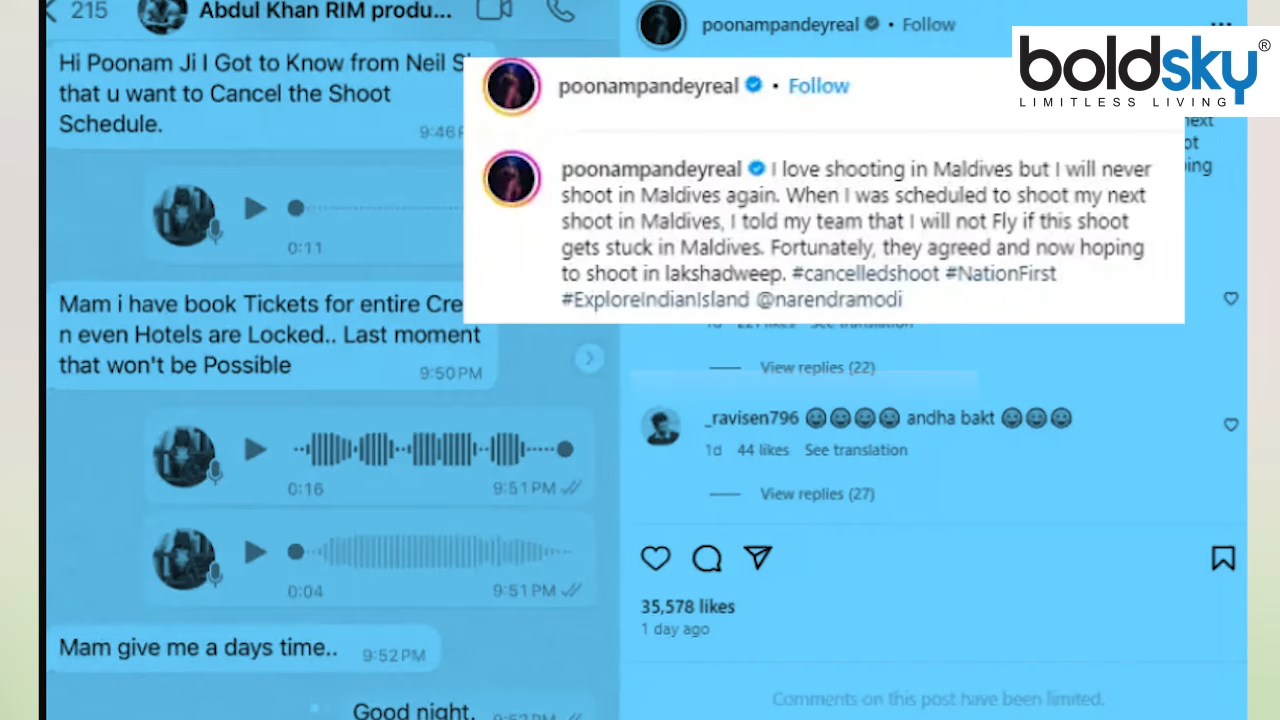 215
Abdul Khan RIM produ...
Hi Poonam Ji I Got to Know from Neil
that u want to Cancel the Shoot
Schedule.
9:46
0:11
Mam i have book Tickets for entire Cre
n even Hotels are Locked.. Last moment
that won't be Possible
9:50 PM
0:16
9:51 PM
0:04
9:51 PM
Mam give me a days time..
9:52 PM
Good night.
poonampandeyreal • Follow
boldsky®
LIMITLESS LIVING
poonampandeyreal • Follow
poonampandeyreal I love shooting in Maldives but I will never
shoot in Maldives again. When I was scheduled to shoot my next
shoot in Maldives, I told my team that I will not Fly if this shoot
gets stuck in Maldives. Fortunately, they agreed and now hoping
to shoot in lakshadweep. #cancelledshoot #NationFirst
#ExploreIndianIsland @narendramodi
View replies (22)
_ravisen796 😀😀😀😀 andha bakt 😀😀😀
1d 44 likes See translation
View replies (27)
35,578 likes
1 day ago
Comments on this post have been limited.